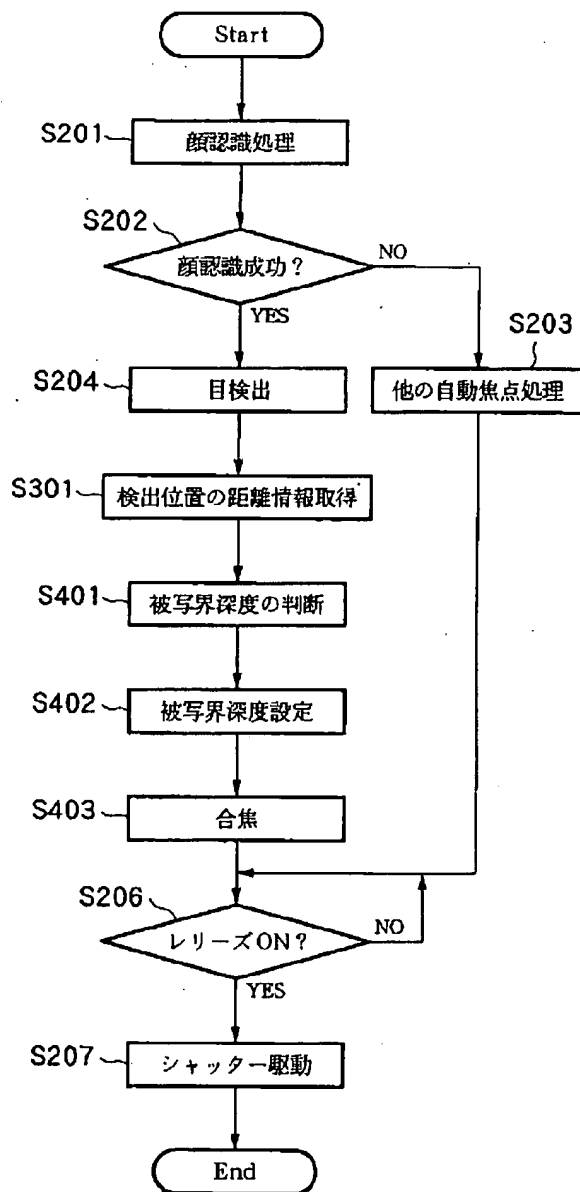 Start
S201
顔認識処理
S202
顔認識成功？
NO
YES
S203
他の自動焦点処理
S204
目検出
S301
検出位置の距離情報取得
S401
被写界深度の判断
S402
被写界深度設定
S403
合焦
S206
レリーズON？
NO
YES
S207
シャッター駆動
End